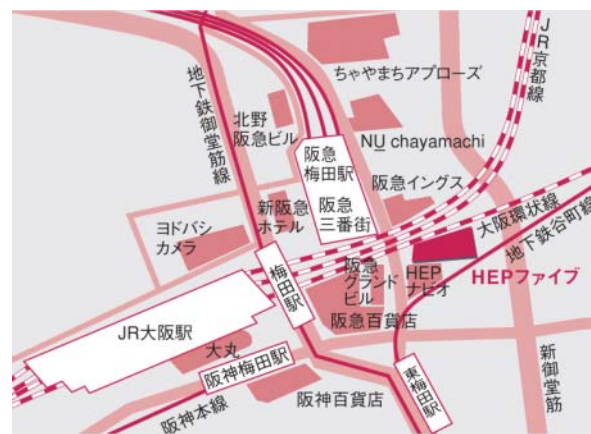 JR京都線
ちゃやまちアプローズ
地下鉄御堂筋線
北野
阪急ビル
NU chayamachi
阪急
梅田駅
阪急
三番街
阪急イングス
新阪急
ホテル
ヨドバシ
カメラ
大阪環状線
地下鉄谷町線
梅田駅
阪急
グランド
ビル
HEP
ナビオ
HEPファイブ
阪急百貨店
JR大阪駅
大丸
阪神梅田駅
東梅田駅
新御堂筋
阪神本線
阪神百貨店